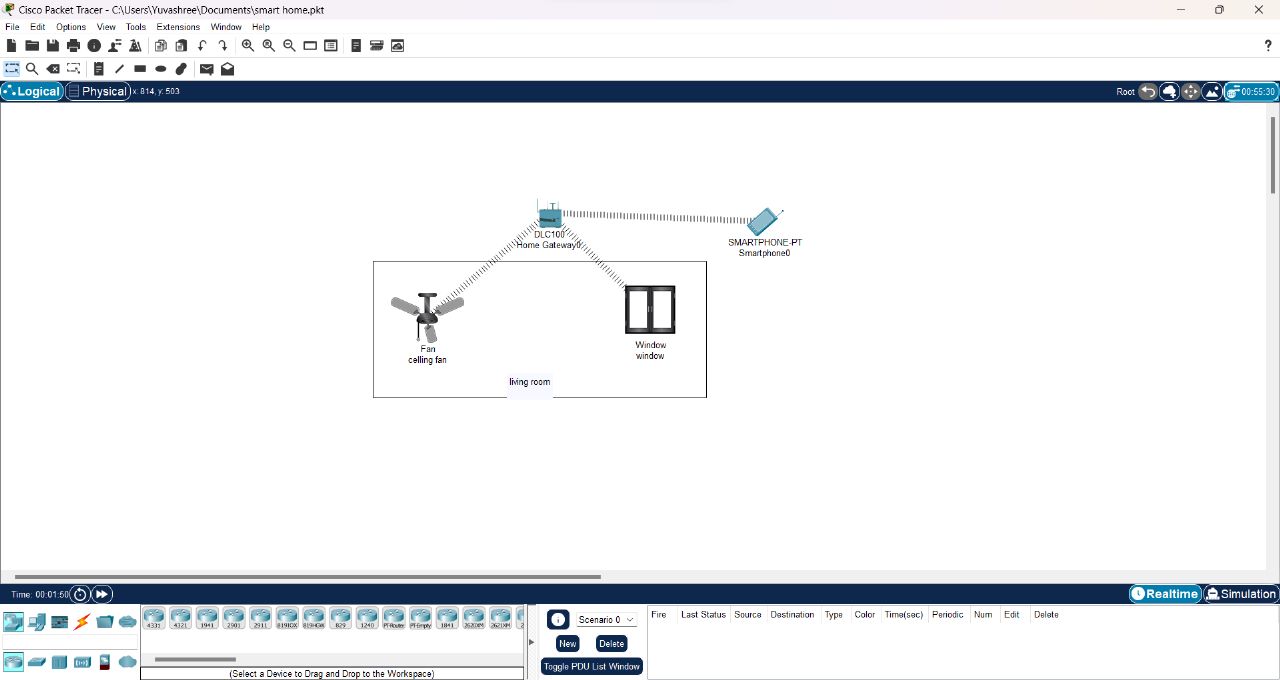 Cisco Packet Tracer - C:\Users\Yuvashree\Documents\smart home.pkt
File Edit Options View Tools Extensions Window Help
?
Logical Physical x: 814, y: 503 Root 00:55:30
DLC100
Home Gateway0
SMARTPHONE-PT
Smartphone0
Fan
celling fan
Window
window
living room
Time: 00:01:50 Realtime Simulation
4331 4321 1941 2901 2911 819IOX 819HGW 829 1240 PT-Router PT-Empty 1841 2620XM 2621XM 2
Scenario 0
New Delete
Toggle PDU List Window
Fire Last Status Source Destination Type Color Time(sec) Periodic Num Edit Delete
(Select a Device to Drag and Drop to the Workspace)